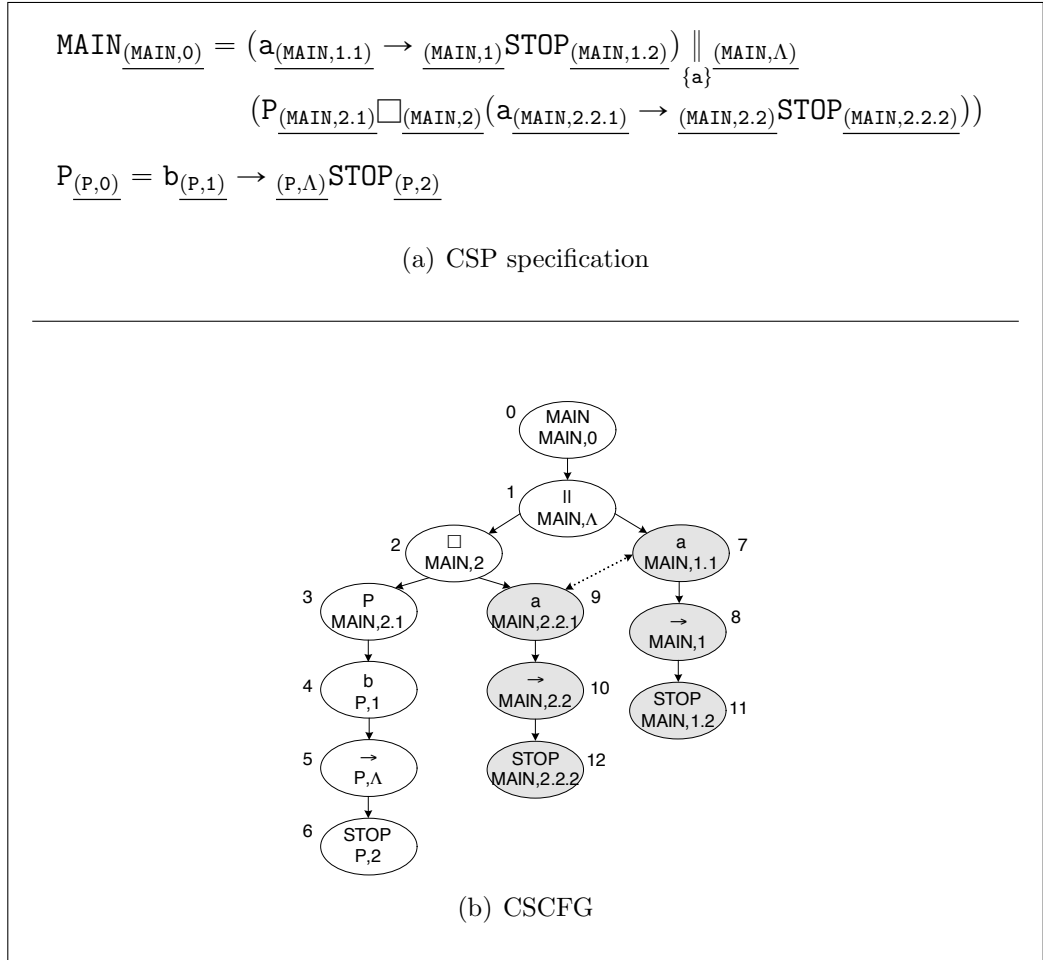 MAIN(MAIN,0) = (a(MAIN,1.1) → (MAIN,1)STOP(MAIN,1.2)) ‖ (MAIN,Λ)
{a}
(P(MAIN,2.1)□(MAIN,2)(a(MAIN,2.2.1) → (MAIN,2.2)STOP(MAIN,2.2.2)))
P(P,0) = b(P,1) → (P,Λ)STOP(P,2)
(a) CSP specification
0
MAIN
MAIN,0
1
||
MAIN,Λ
2
□
MAIN,2
a
MAIN,1.1
7
3
P
MAIN,2.1
a
MAIN,2.2.1
9
→
MAIN,1
8
4
b
P,1
→
MAIN,2.2
10
STOP
MAIN,1.2
11
5
→
P,Λ
STOP
MAIN,2.2.2
12
6
STOP
P,2
(b) CSCFG